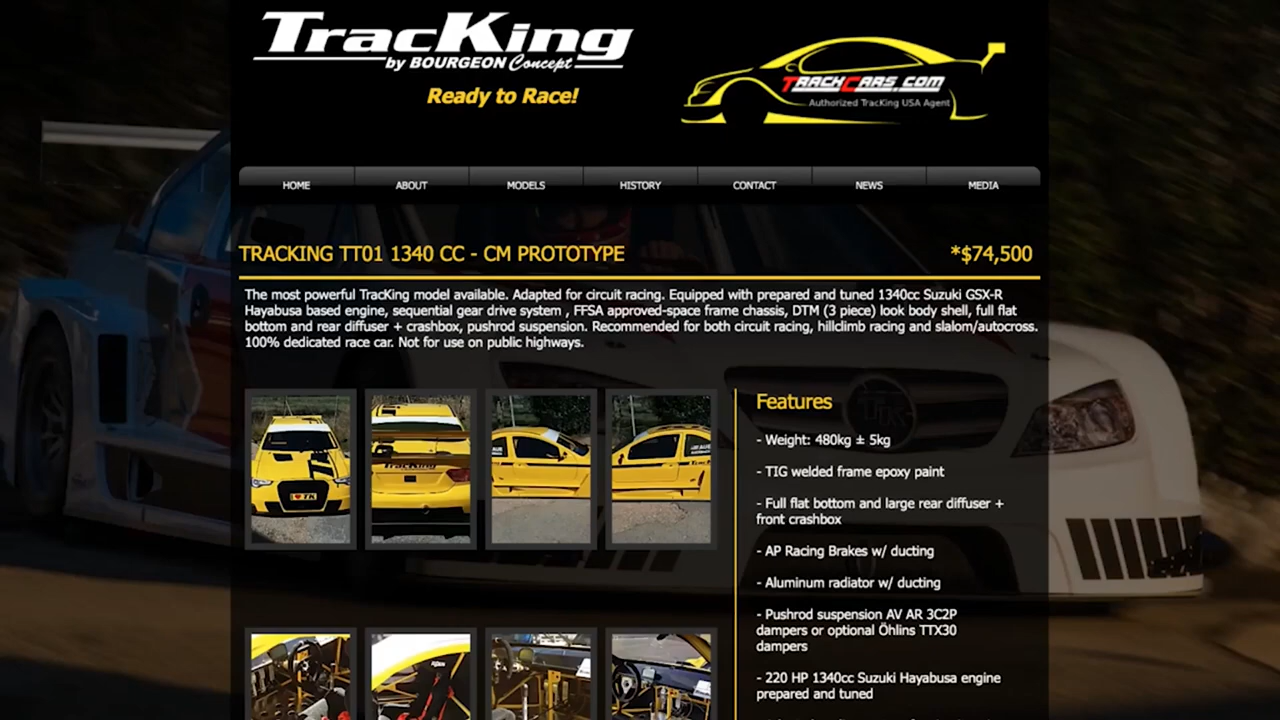 TracKing
by BOURGEON Concept
Ready to Race!
TRACKCARS.COM
Authorized TracKing USA Agent
HOME ABOUT MODELS HISTORY CONTACT NEWS MEDIA
TRACKING TT01 1340 CC - CM PROTOTYPE *$74,500
The most powerful TracKing model available. Adapted for circuit racing. Equipped with prepared and tuned 1340cc Suzuki GSX-R
Hayabusa based engine, sequential gear drive system , FFSA approved-space frame chassis, DTM (3 piece) look body shell, full flat
bottom and rear diffuser + crashbox, pushrod suspension. Recommended for both circuit racing, hillclimb racing and slalom/autocross.
100% dedicated race car. Not for use on public highways.
I ♥ TK
TracKing
Features
- Weight: 480kg ± 5kg
- TIG welded frame epoxy paint
- Full flat bottom and large rear diffuser +
front crashbox
- AP Racing Brakes w/ ducting
- Aluminum radiator w/ ducting
- Pushrod suspension AV AR 3C2P
dampers or optional Öhlins TTX30
dampers
- 220 HP 1340cc Suzuki Hayabusa engine
prepared and tuned